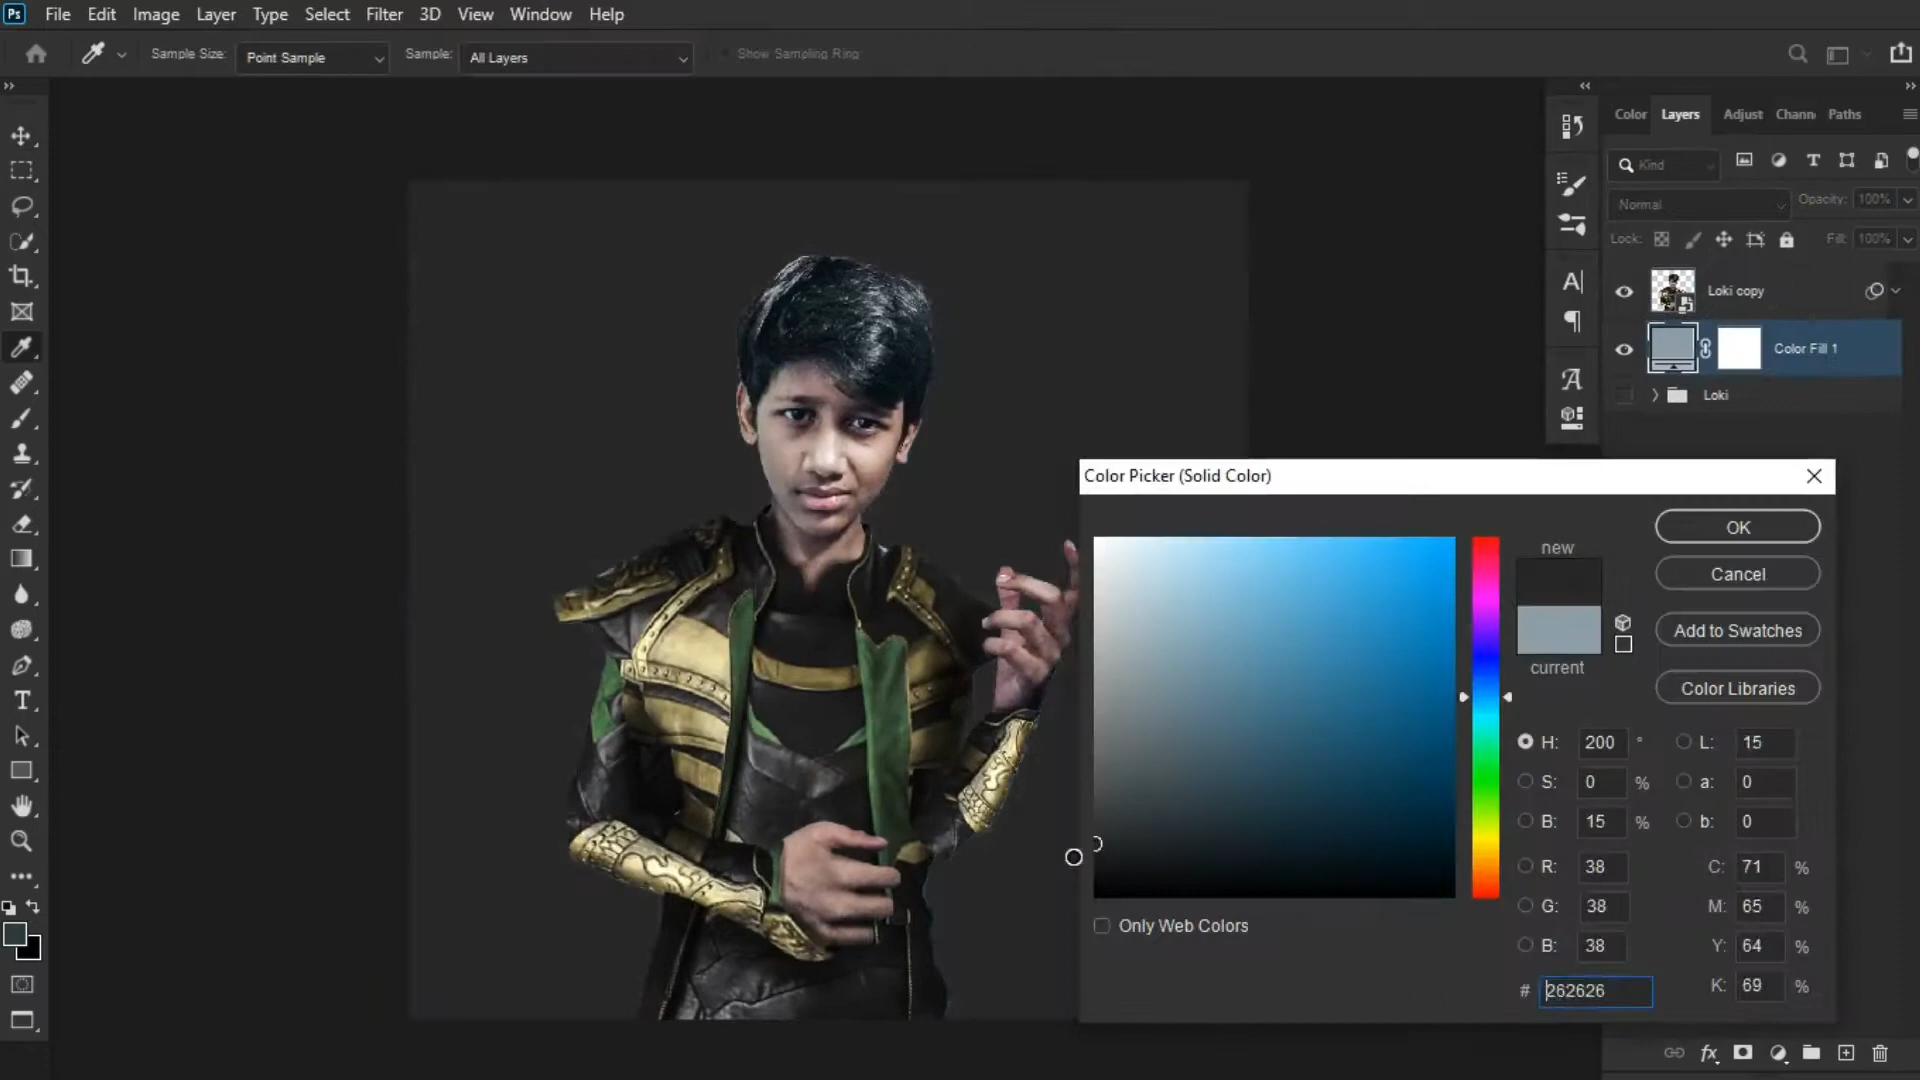 Ps File Edit Image Layer Type Select Filter 3D View Window Help
Sample Size: Point Sample Sample: All Layers Show Sampling Ring
Color Layers Adjust Chann Paths
Kind
Normal Opacity: 100%
Lock: Fill: 100%
Loki copy
Color Fill 1
Loki
Color Picker (Solid Color)
OK
new
Cancel
Add to Swatches
current
Color Libraries
H: 200 ° L: 15
S: 0 % a: 0
B: 15 % b: 0
R: 38 C: 71 %
G: 38 M: 65 %
Only Web Colors
B: 38 Y: 64 %
# 262626 K: 69 %